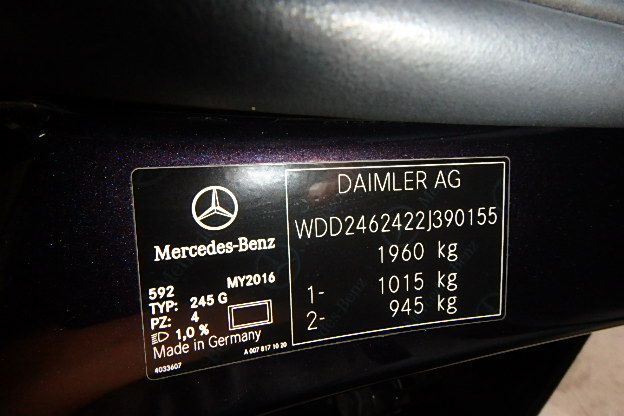 Mercedes-Benz
592 MY2016
TYP: 245 G
PZ: 4
1,0 %
Made in Germany
4033607 A 007 817 10 20
DAIMLER AG
WDD2462422J390155
1960 kg
1- 1015 kg
2- 945 kg